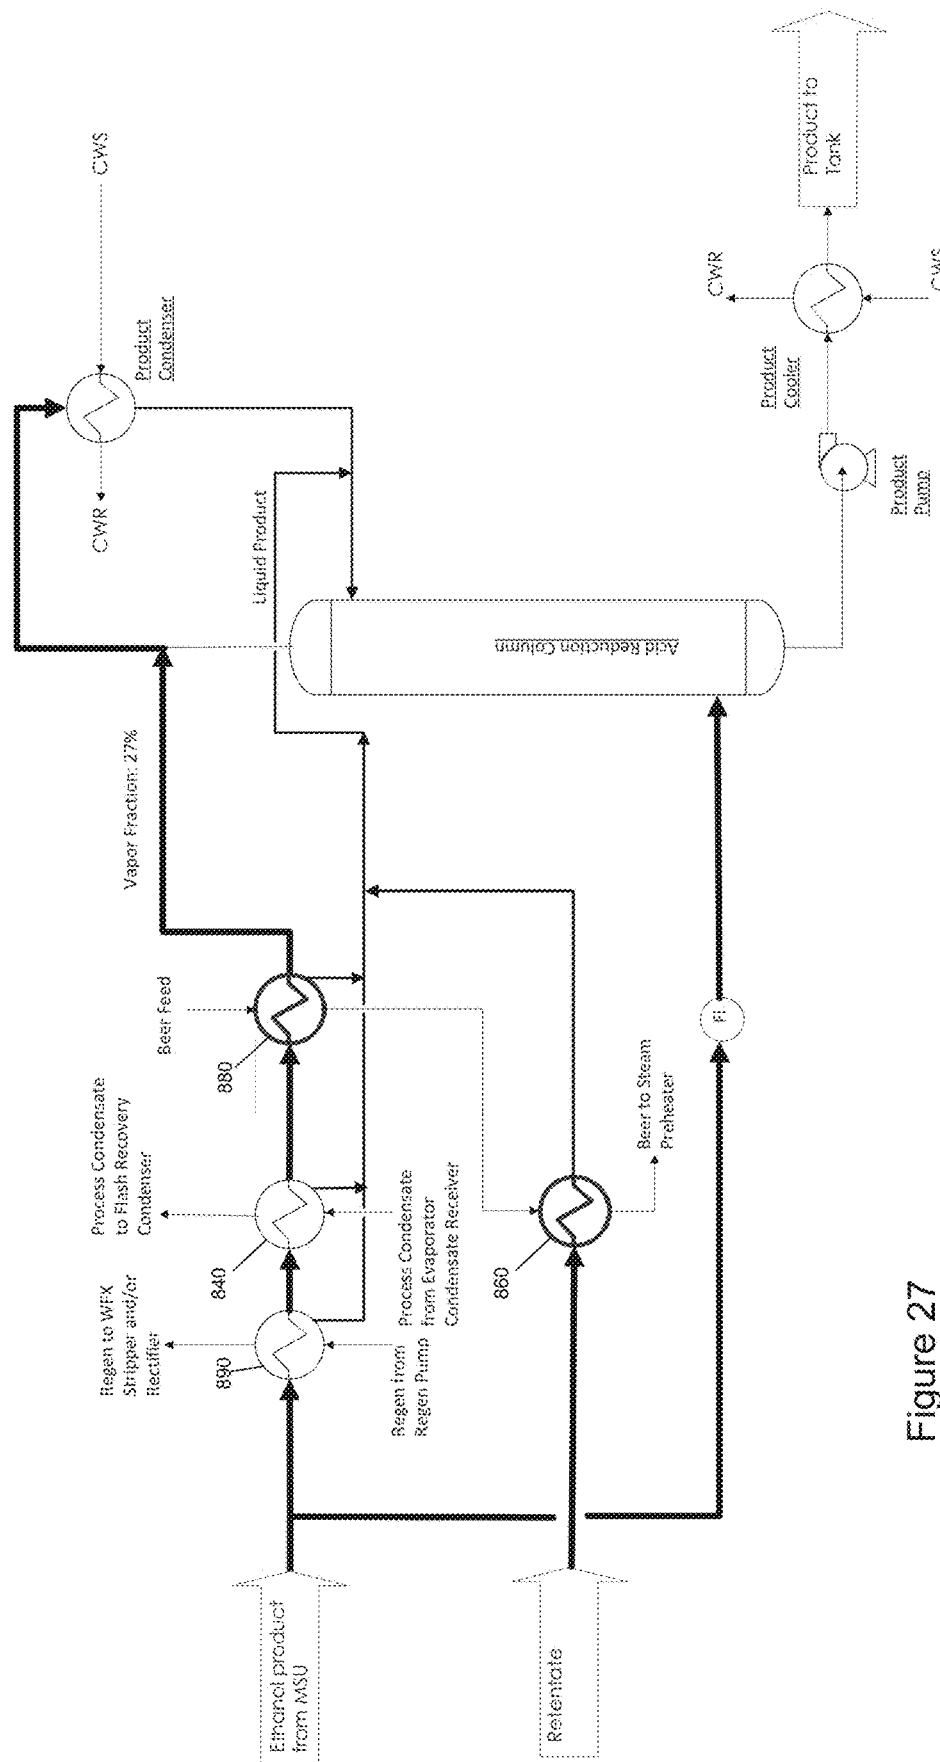 CWS
Product
Condenser
CWR
Liquid Product
Vapor Fraction: 27%
Acid Reduction Column
Product to
Tank
CWR
CWS
Product
Cooler
Product
Pump
Beer Feed
880
Process Condensate
to Flash Recovery
Condenser
840
Regen to WFX
Stripper and/or
Rectifier
890
Process Condensate
from Evaporator
Condensate Receiver
Regen from
Regen Pump
860
Beer to Steam
Preheater
FI
Ethanol product
from MSU
Retentate
Figure 27